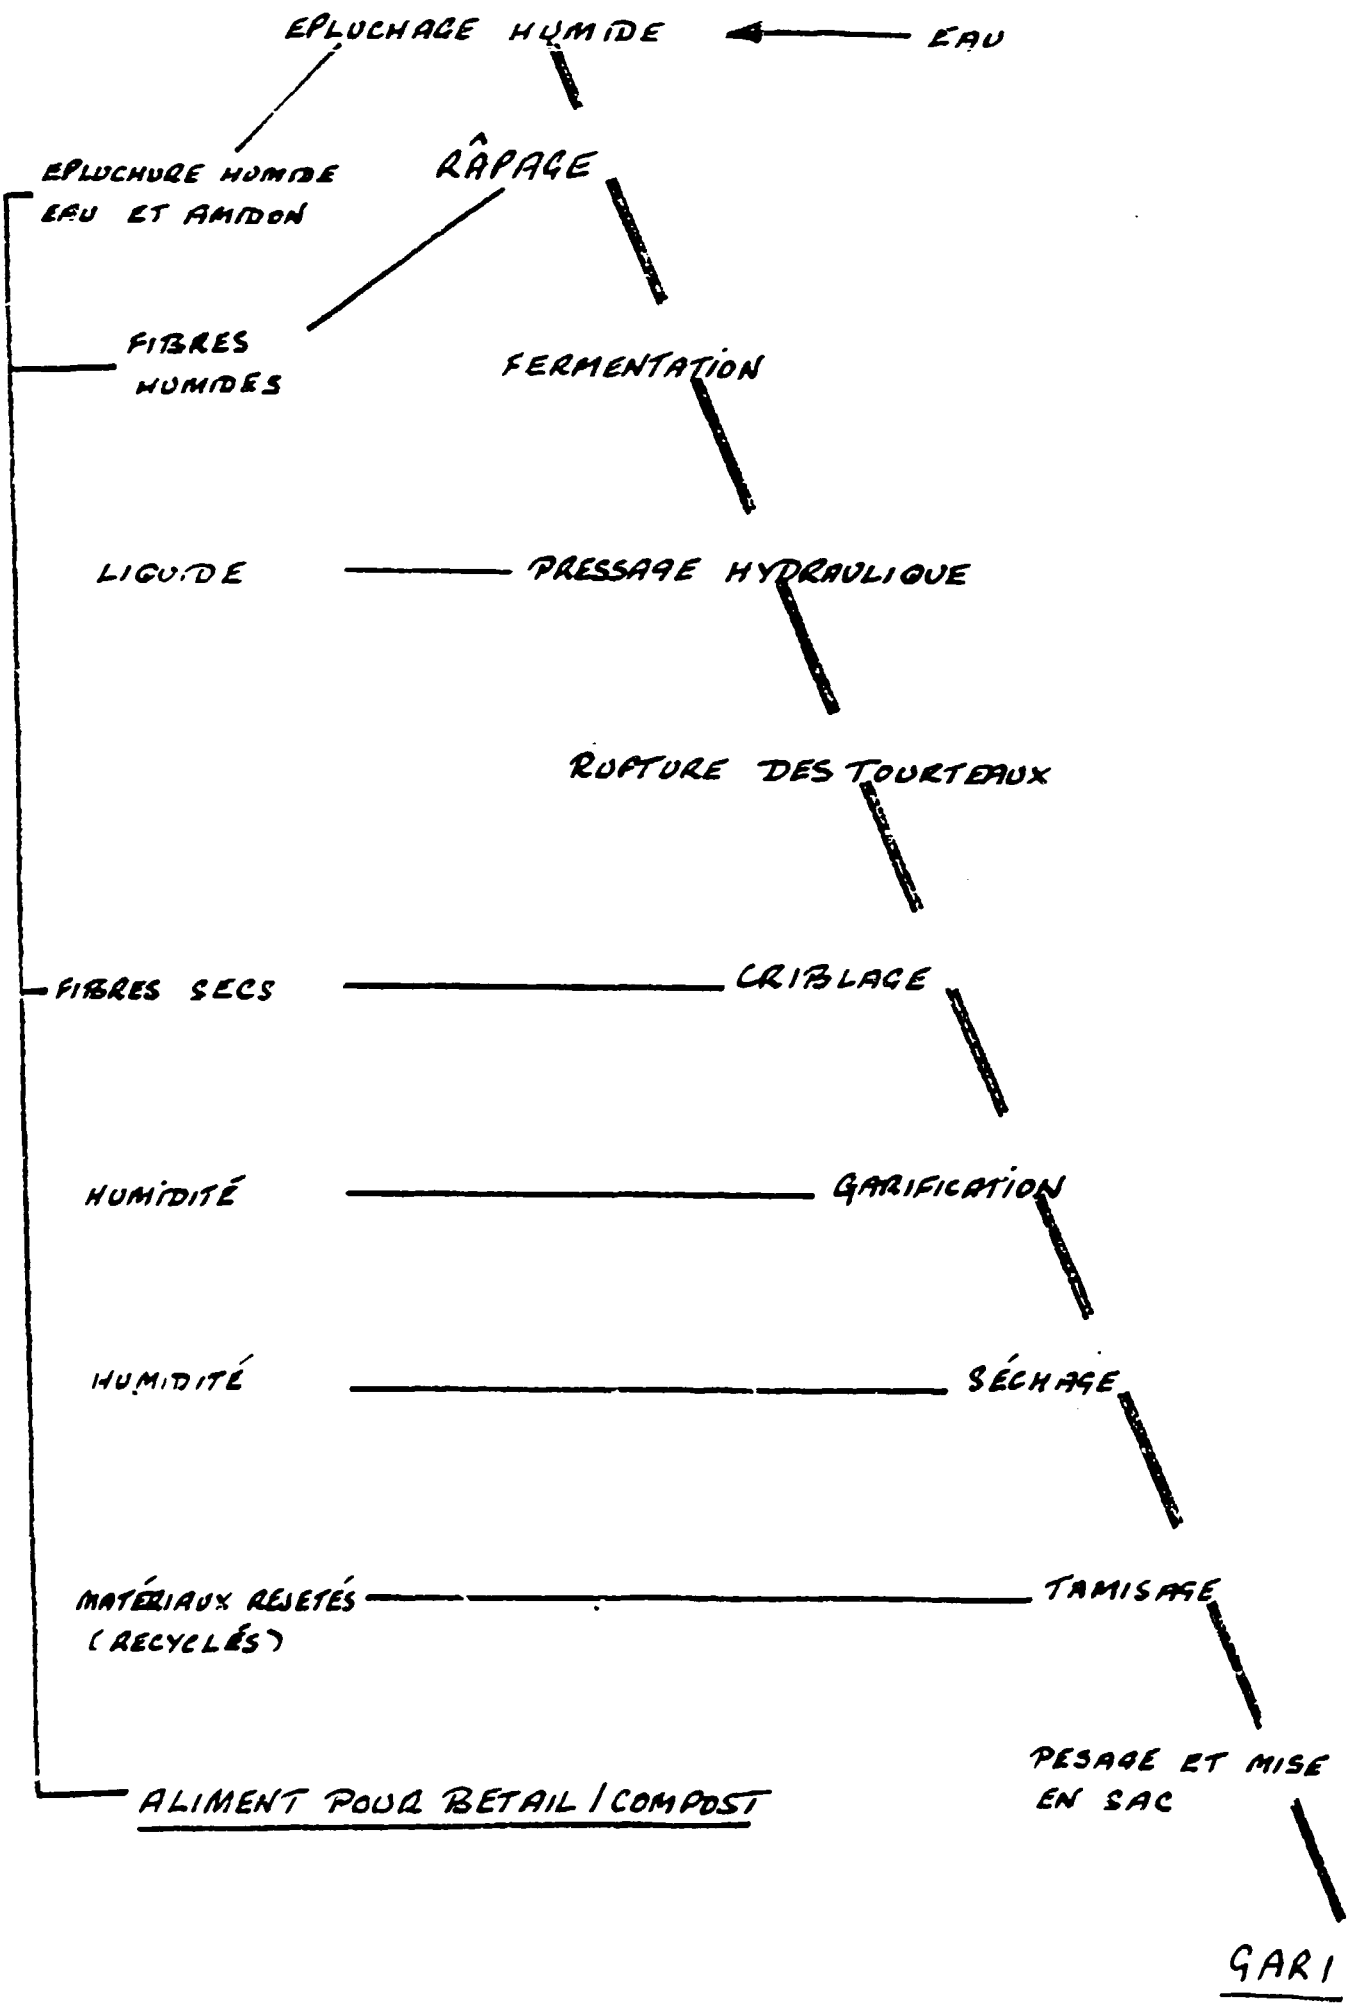 EPLUCHAGE HUMIDE
EAU
EPLUCHURE HUMIDE
EAU ET AMIDON
RÂPAGE
FIBRES
HUMIDES
FERMENTATION
LIQUIDE
PRESSAGE HYDRAULIQUE
RUPTURE DES TOURTEAUX
FIBRES SECS
CRIBLAGE
HUMIDITÉ
GARIFICATION
HUMIDITÉ
SÉCHAGE
MATÉRIAUX REJETÉS
(RECYCLÉS)
TAMISAGE
PESAGE ET MISE
EN SAC
ALIMENT POUR BETAIL / COMPOST
GARI